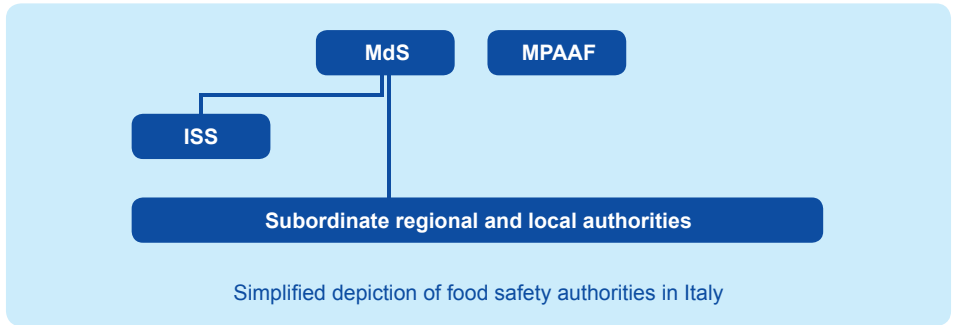 MdS
MPAAF
ISS
Subordinate regional and local authorities
Simplified depiction of food safety authorities in Italy